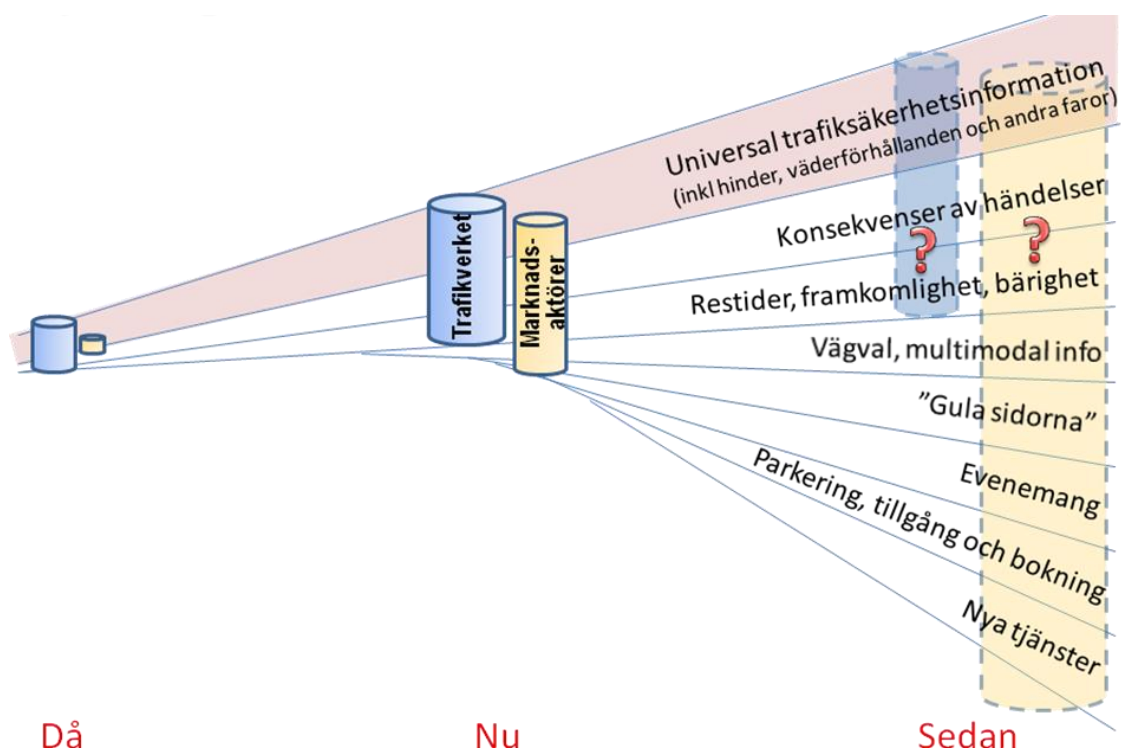 Universal trafiksäkerhetsinformation
(inkl hinder, väderförhållanden och andra faror)
Konsekvenser av händelser
?
?
Trafikverket
Marknads-
aktörer
Restider, framkomlighet, bärighet
Vägval, multimodal info
”Gula sidorna”
Evenemang
Parkering, tillgång och bokning
Nya tjänster
Då
Nu
Sedan